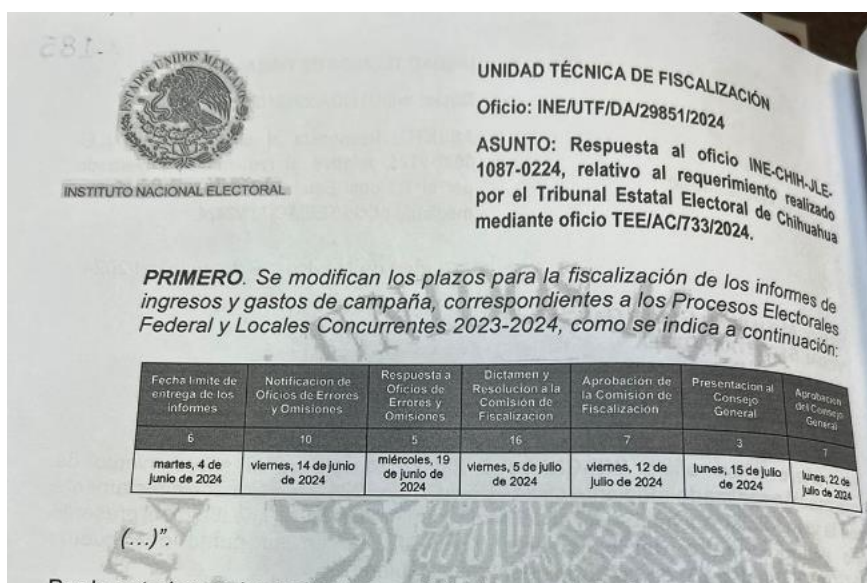 185
UNIDAD TÉCNICA DE FISCALIZACIÓN
Oficio: INE/UTF/DA/29851/2024
ASUNTO: Respuesta al oficio INE-CHIH-JLE-
1087-0224, relativo al requerimiento realizado
por el Tribunal Estatal Electoral de Chihuahua
mediante oficio TEE/AC/733/2024.
ESTADOS UNIDOS MEXICANOS
INSTITUTO NACIONAL ELECTORAL
PRIMERO. Se modifican los plazos para la fiscalización de los informes de
ingresos y gastos de campaña, correspondientes a los Procesos Electorales
Federal y Locales Concurrentes 2023-2024, como se indica a continuación:
Fecha límite de entrega de los informes
Notificación de Oficios de Errores y Omisiones
Respuesta a Oficios de Errores y Omisiones
Dictamen y Resolución a la Comisión de Fiscalización
Aprobación de la Comisión de Fiscalización
Presentación al Consejo General
Aprobación del Consejo General
6 10 5 16 7 3 7
martes, 4 de junio de 2024
viernes, 14 de junio de 2024
miércoles, 19 de junio de 2024
viernes, 5 de julio de 2024
viernes, 12 de julio de 2024
lunes, 15 de julio de 2024
lunes, 22 de julio de 2024
(...)”.